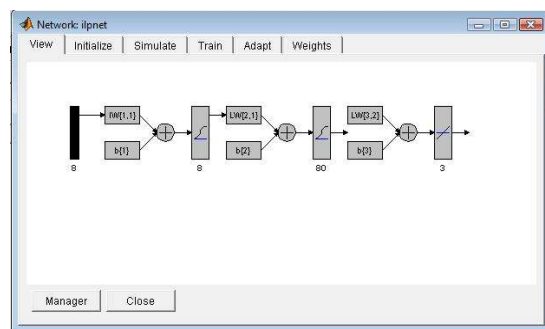 Network: ilpnet
View Initialize Simulate Train Adapt Weights
IW{1,1} LW{2,1} LW{3,2}
b{1} b{2} b{3}
8 8 80 3
Manager Close